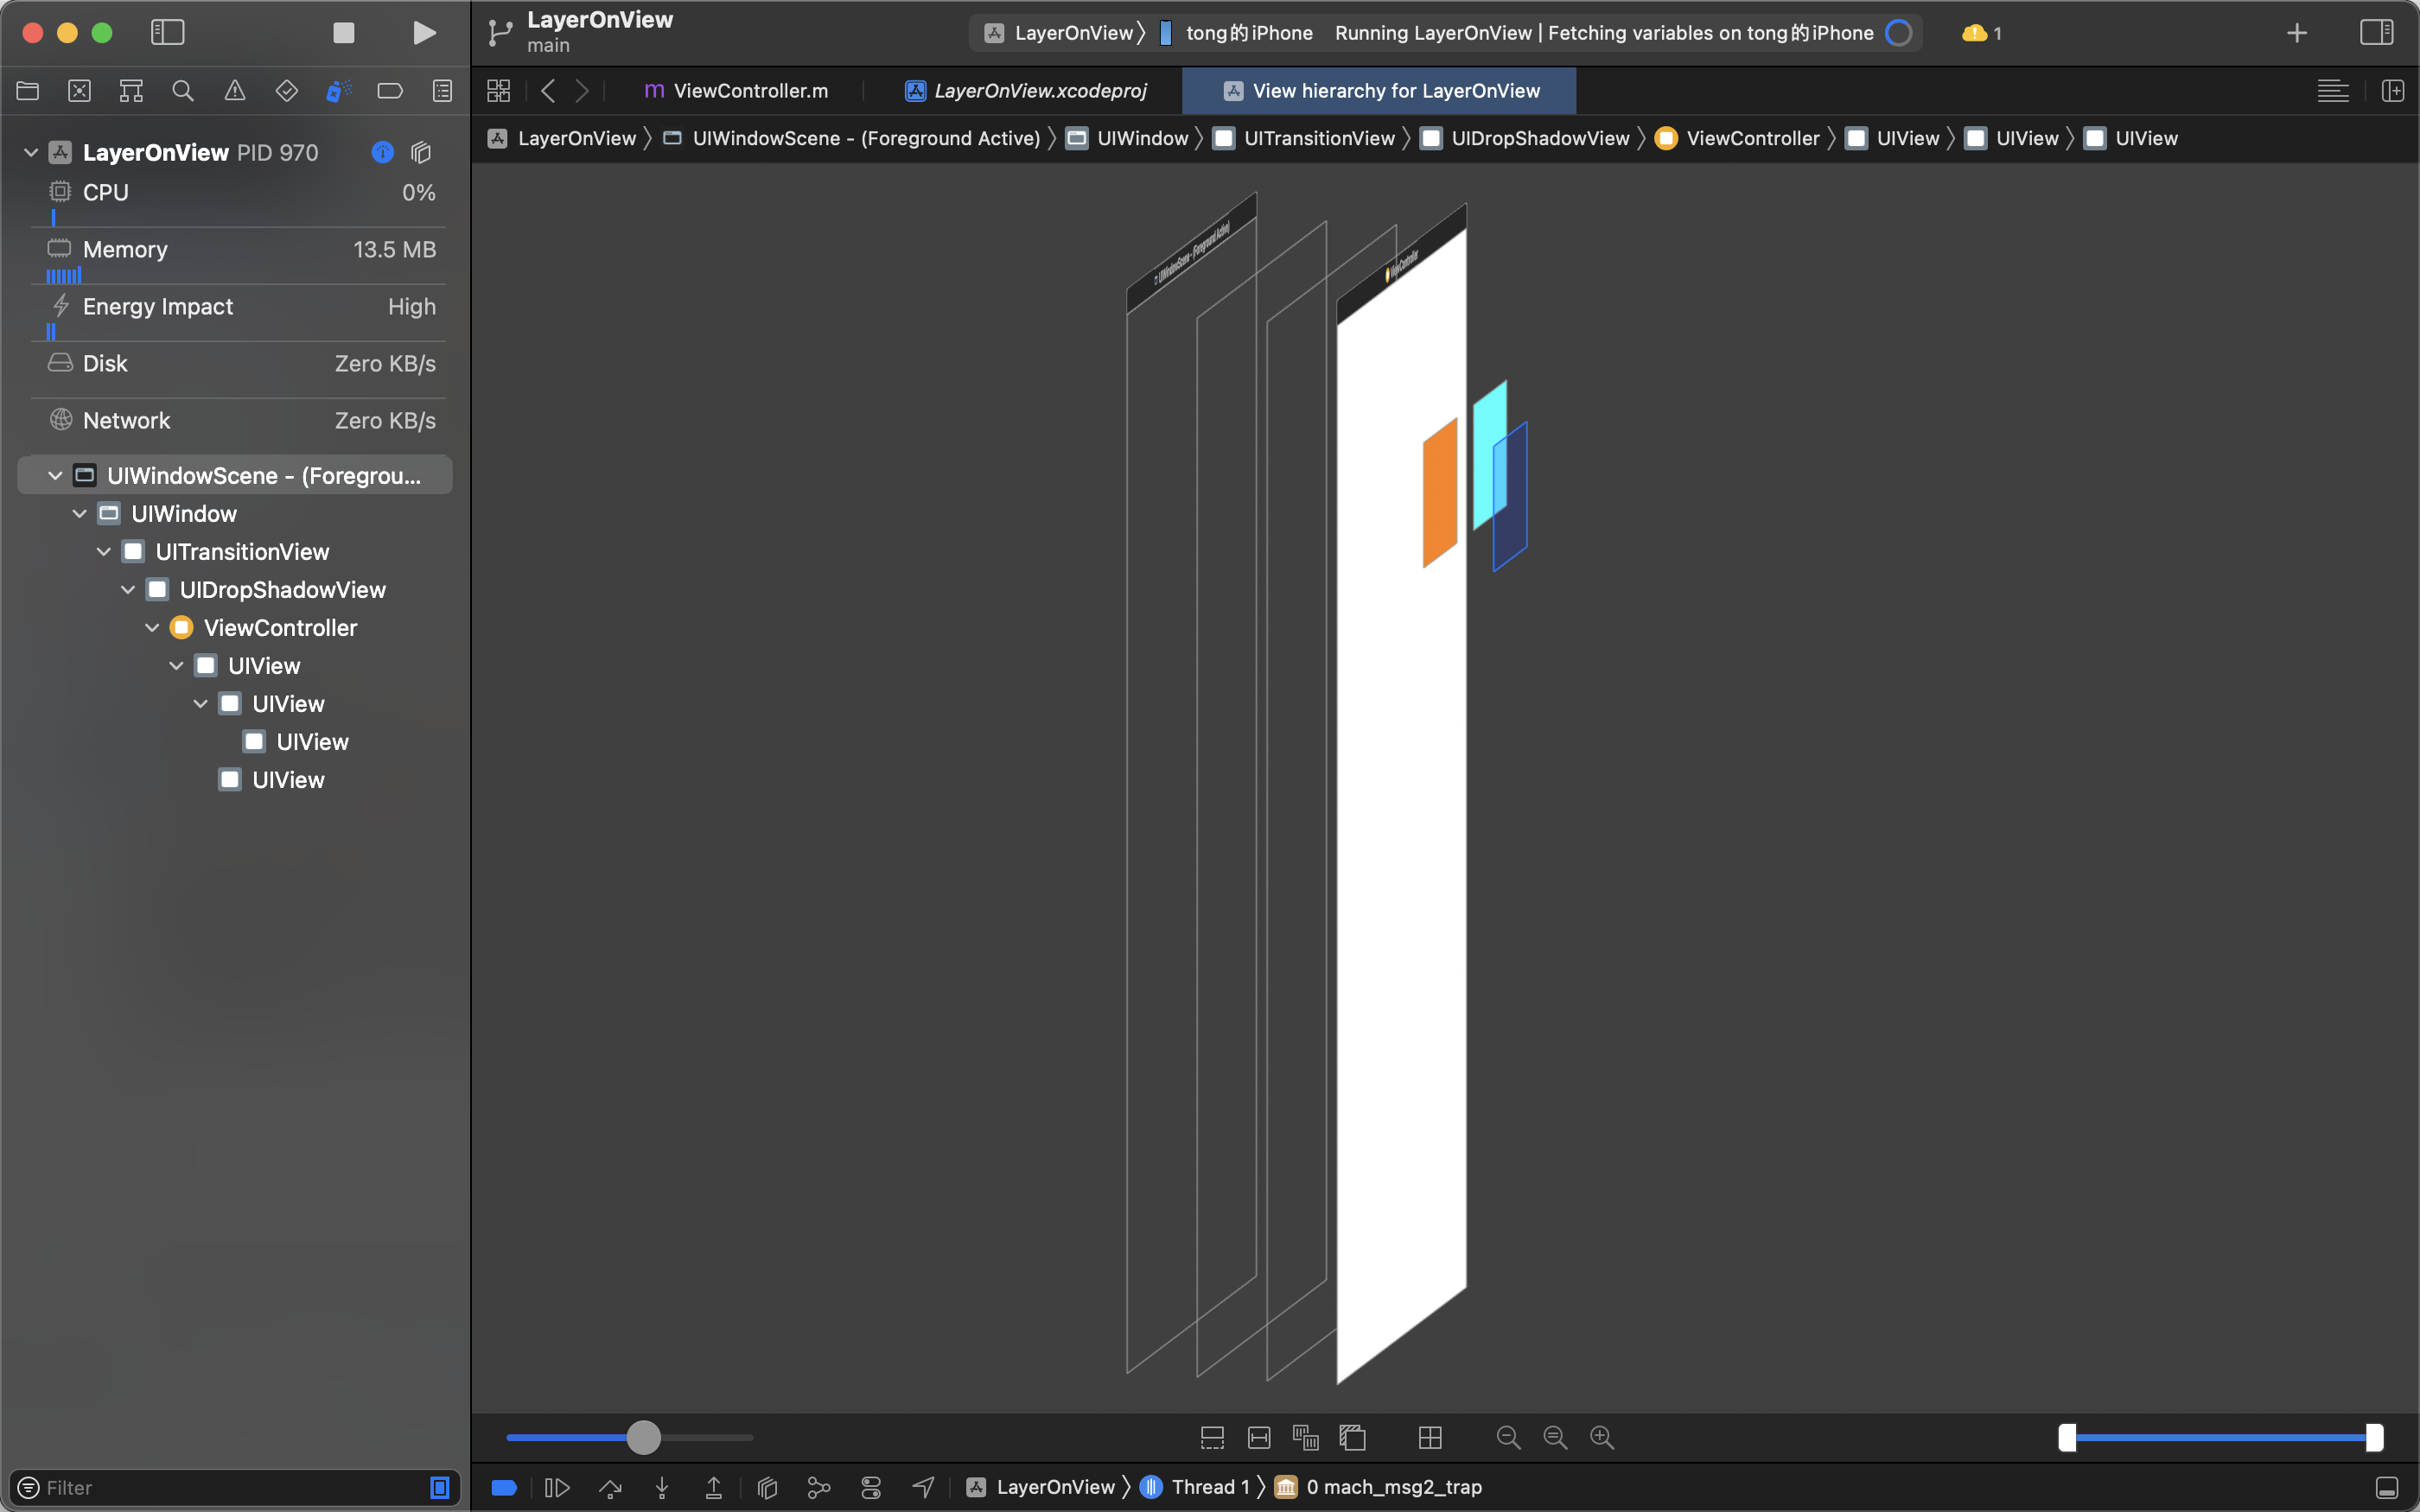 LayerOnView
main
LayerOnView 〉 tong的iPhone
Running LayerOnView | Fetching variables on tong的iPhone
1
m ViewController.m
LayerOnView.xcodeproj
View hierarchy for LayerOnView
LayerOnView 〉 UIWindowScene - (Foreground Active) 〉 UIWindow 〉 UITransitionView 〉 UIDropShadowView 〉 ViewController 〉 UIView 〉 UIView 〉 UIView
LayerOnView PID 970
CPU 0%
Memory 13.5 MB
Energy Impact High
Disk Zero KB/s
Network Zero KB/s
UIWindowScene - (Foregrou...
UIWindow
UITransitionView
UIDropShadowView
ViewController
UIView
UIView
UIView
UIView
UIWindowScene - (Foreground Active)
ViewController
Filter
LayerOnView 〉 Thread 1 〉 0 mach_msg2_trap